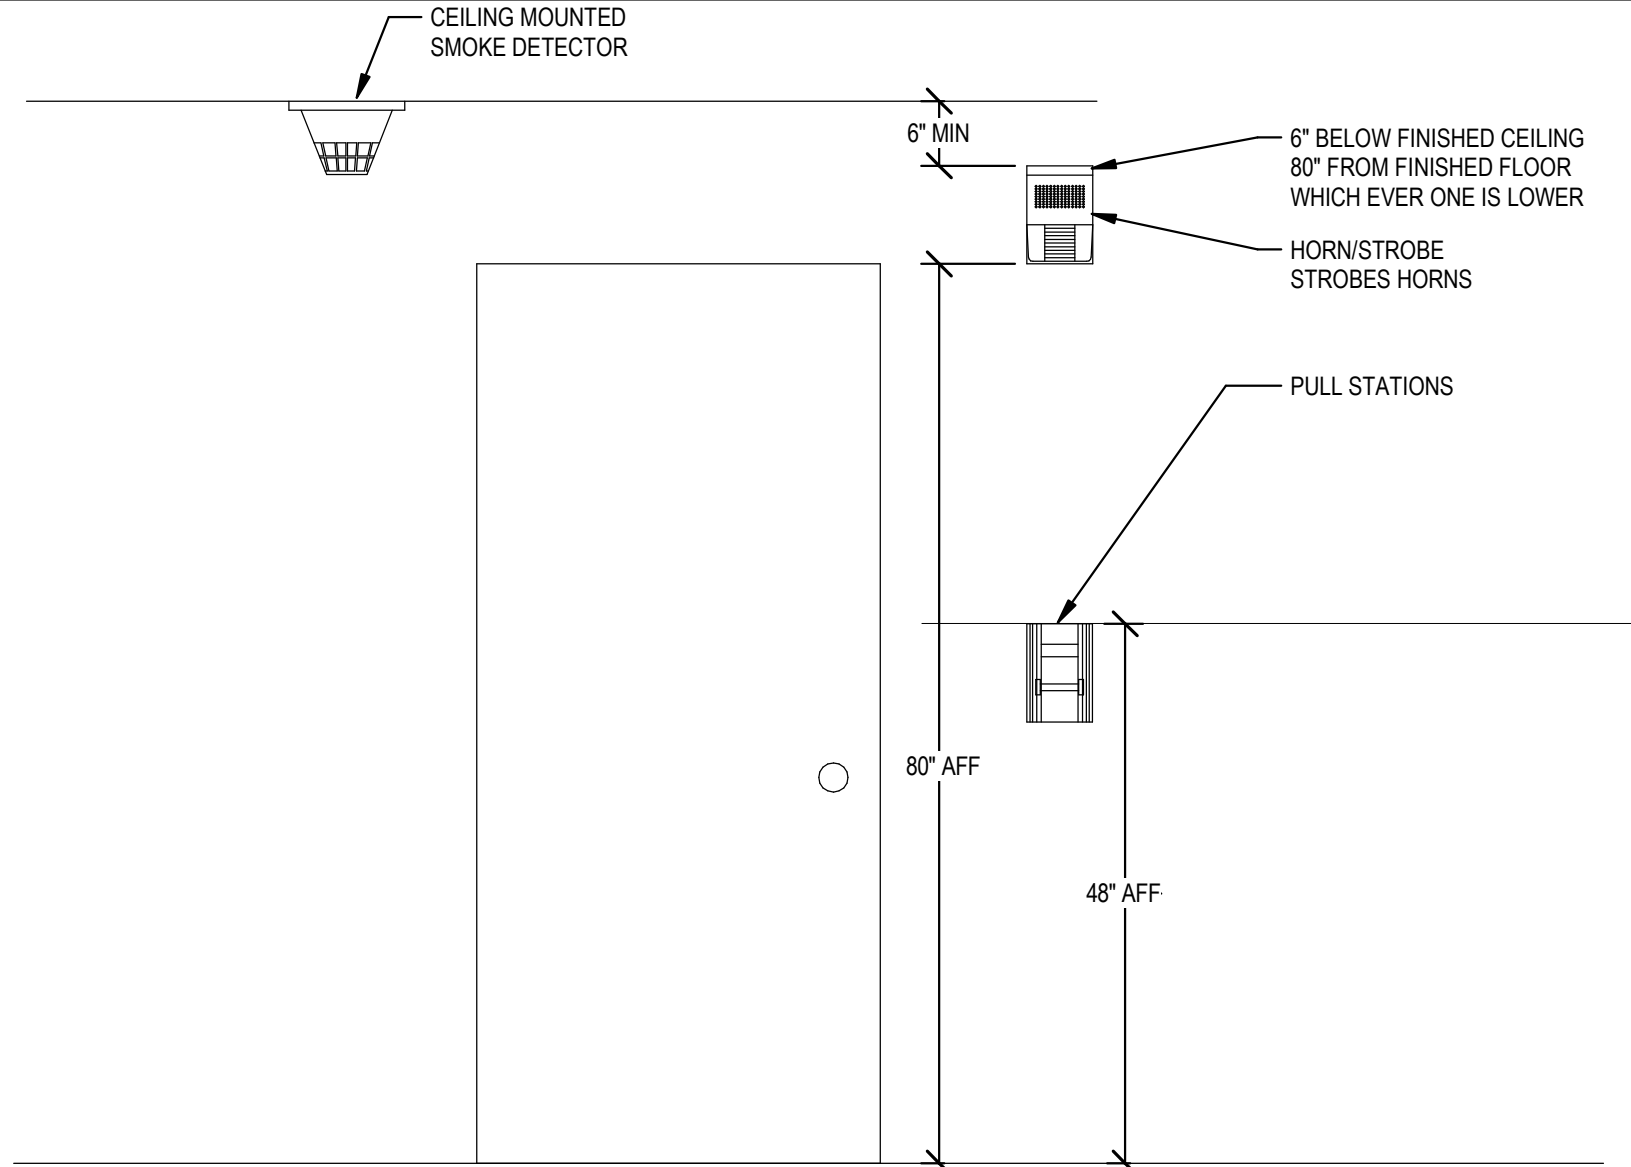 CEILING MOUNTED
SMOKE DETECTOR
6" MIN
6" BELOW FINISHED CEILING
80" FROM FINISHED FLOOR
WHICH EVER ONE IS LOWER
HORN/STROBE
STROBES HORNS
PULL STATIONS
80" AFF
48" AFF